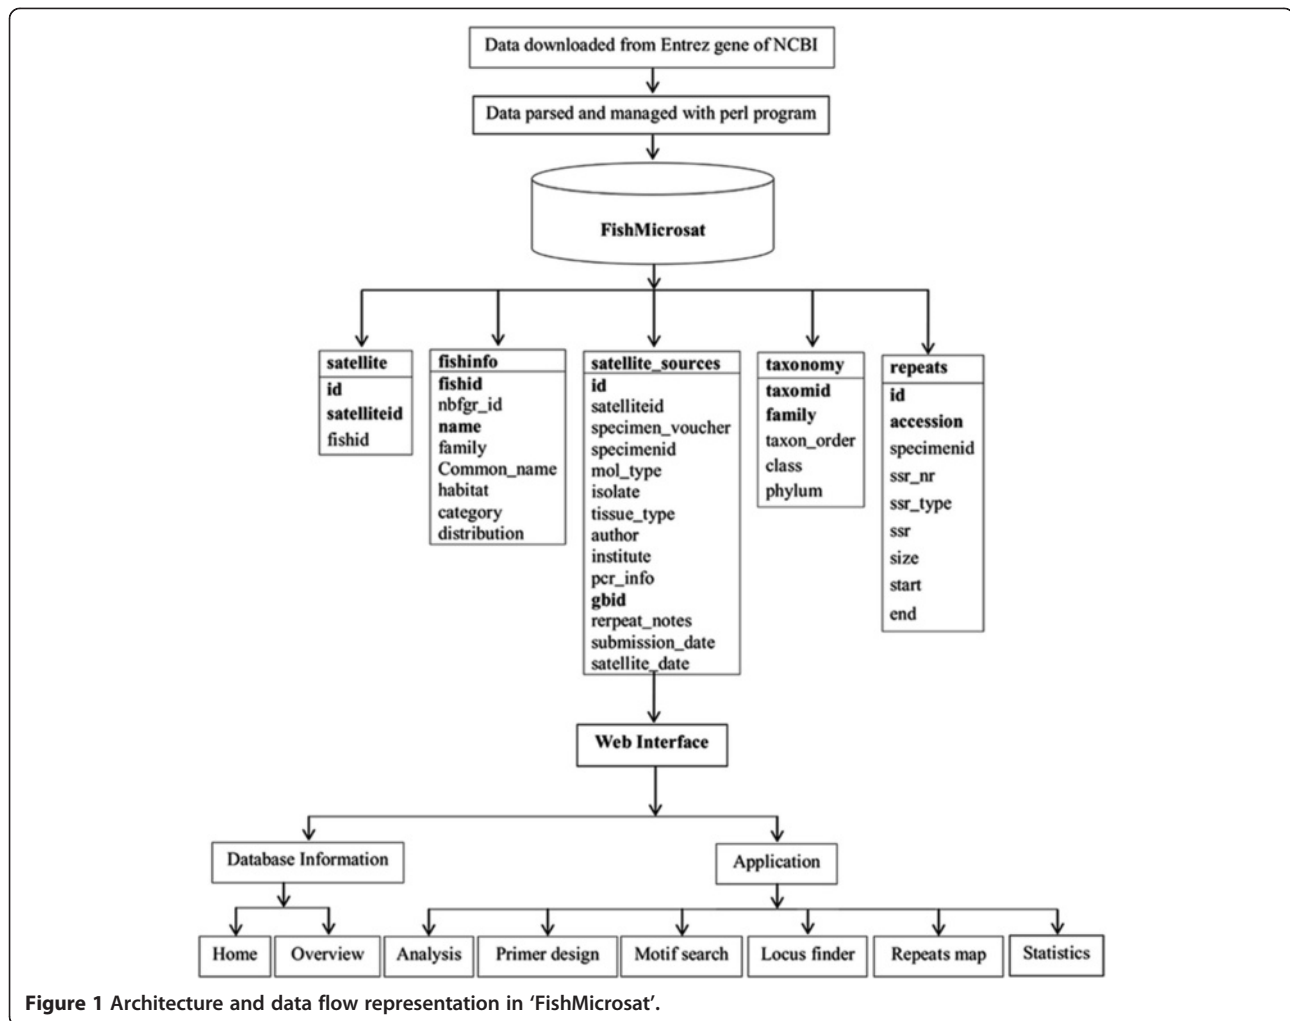 Data downloaded from Entrez gene of NCBI
Data parsed and managed with perl program
FishMicrosat
satellite
id
satelliteid
fishid
fishinfo
fishid
nbfgr_id
name
family
Common_name
habitat
category
distribution
satellite_sources
id
satelliteid
specimen_voucher
specimenid
mol_type
isolate
tissue_type
author
institute
pcr_info
gbid
rerpeat_notes
submission_date
satellite_date
taxonomy
taxomid
family
taxon_order
class
phylum
repeats
id
accession
specimenid
ssr_nr
ssr_type
ssr
size
start
end
Web Interface
Database Information
Application
Home
Overview
Analysis
Primer design
Motif search
Locus finder
Repeats map
Statistics
Figure 1 Architecture and data flow representation in ‘FishMicrosat’.